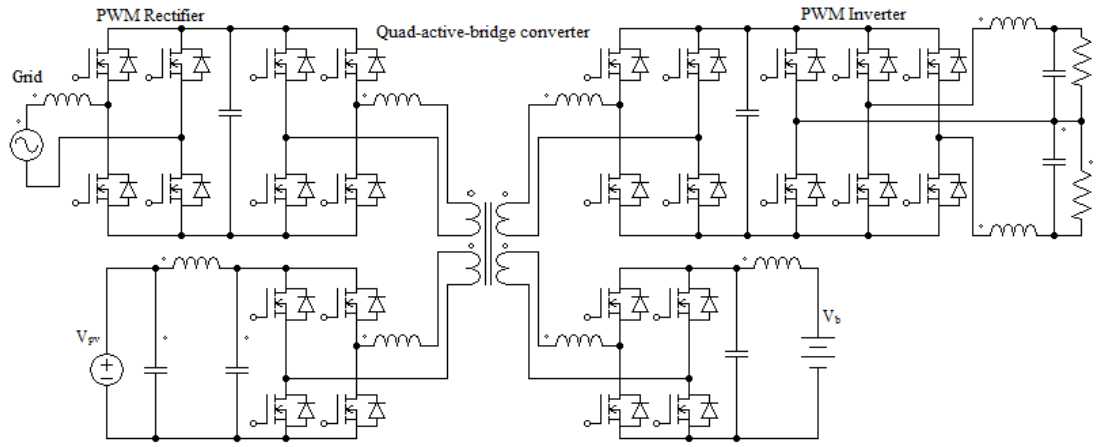 PWM Rectifier
Quad-active-bridge converter
PWM Inverter
Grid
Vpv
Vb